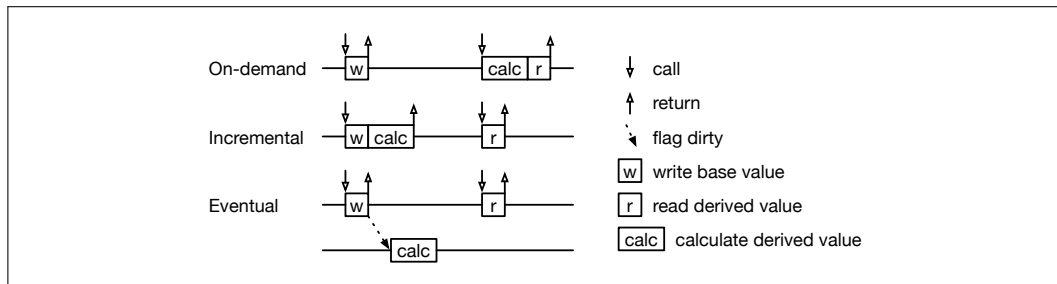 On-demand w calc r
Incremental w calc r
Eventual w r
calc
call
return
flag dirty
w write base value
r read derived value
calc calculate derived value